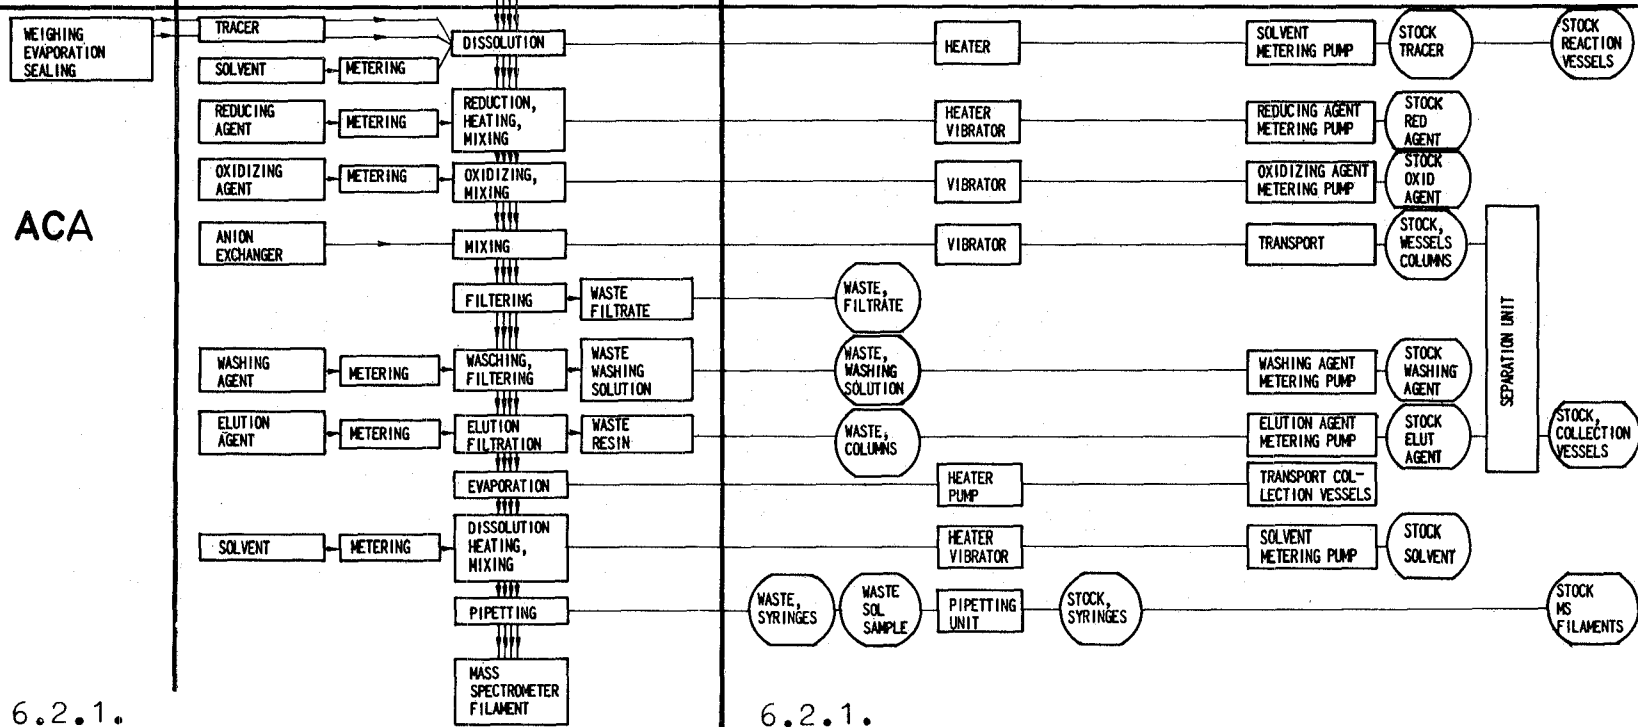 WEIGHING
EVAPORATION
SEALING
TRACER
SOLVENT
METERING
DISSOLUTION
HEATER
SOLVENT
METERING PUMP
STOCK
TRACER
STOCK
REACTION
VESSELS
REDUCING
AGENT
METERING
REDUCTION,
HEATING,
MIXING
HEATER
VIBRATOR
REDUCING AGENT
METERING PUMP
STOCK
RED
AGENT
OXIDIZING
AGENT
METERING
OXIDIZING,
MIXING
VIBRATOR
OXIDIZING AGENT
METERING PUMP
STOCK
OXID
AGENT
ACA
ANION
EXCHANGER
MIXING
VIBRATOR
TRANSPORT
STOCK,
WESSELS
COLUMNS
SEPARATION UNIT
FILTERING
WASTE
FILTRATE
WASTE,
FILTRATE
WASHING
AGENT
METERING
WASCHING,
FILTERING
WASTE
WASHING
SOLUTION
WASTE,
WASHING
SOLUTION
WASHING AGENT
METERING PUMP
STOCK
WASHING
AGENT
ELUTION
AGENT
METERING
ELUTION
FILTRATION
WASTE
RESIN
WASTE,
COLUMNS
ELUTION AGENT
METERING PUMP
STOCK
ELUT
AGENT
STOCK,
COLLECTION
VESSELS
EVAPORATION
HEATER
PUMP
TRANSPORT COL-
LECTION VESSELS
SOLVENT
METERING
DISSOLUTION
HEATING,
MIXING
HEATER
VIBRATOR
SOLVENT
METERING PUMP
STOCK
SOLVENT
PIPETTING
WASTE,
SYRINGES
WASTE
SOL
SAMPLE
PIPETTING
UNIT
STOCK,
SYRINGES
STOCK
MS
FILAMENTS
MASS
SPECTROMETER
FILAMENT
6.2.1.
6.2.1.